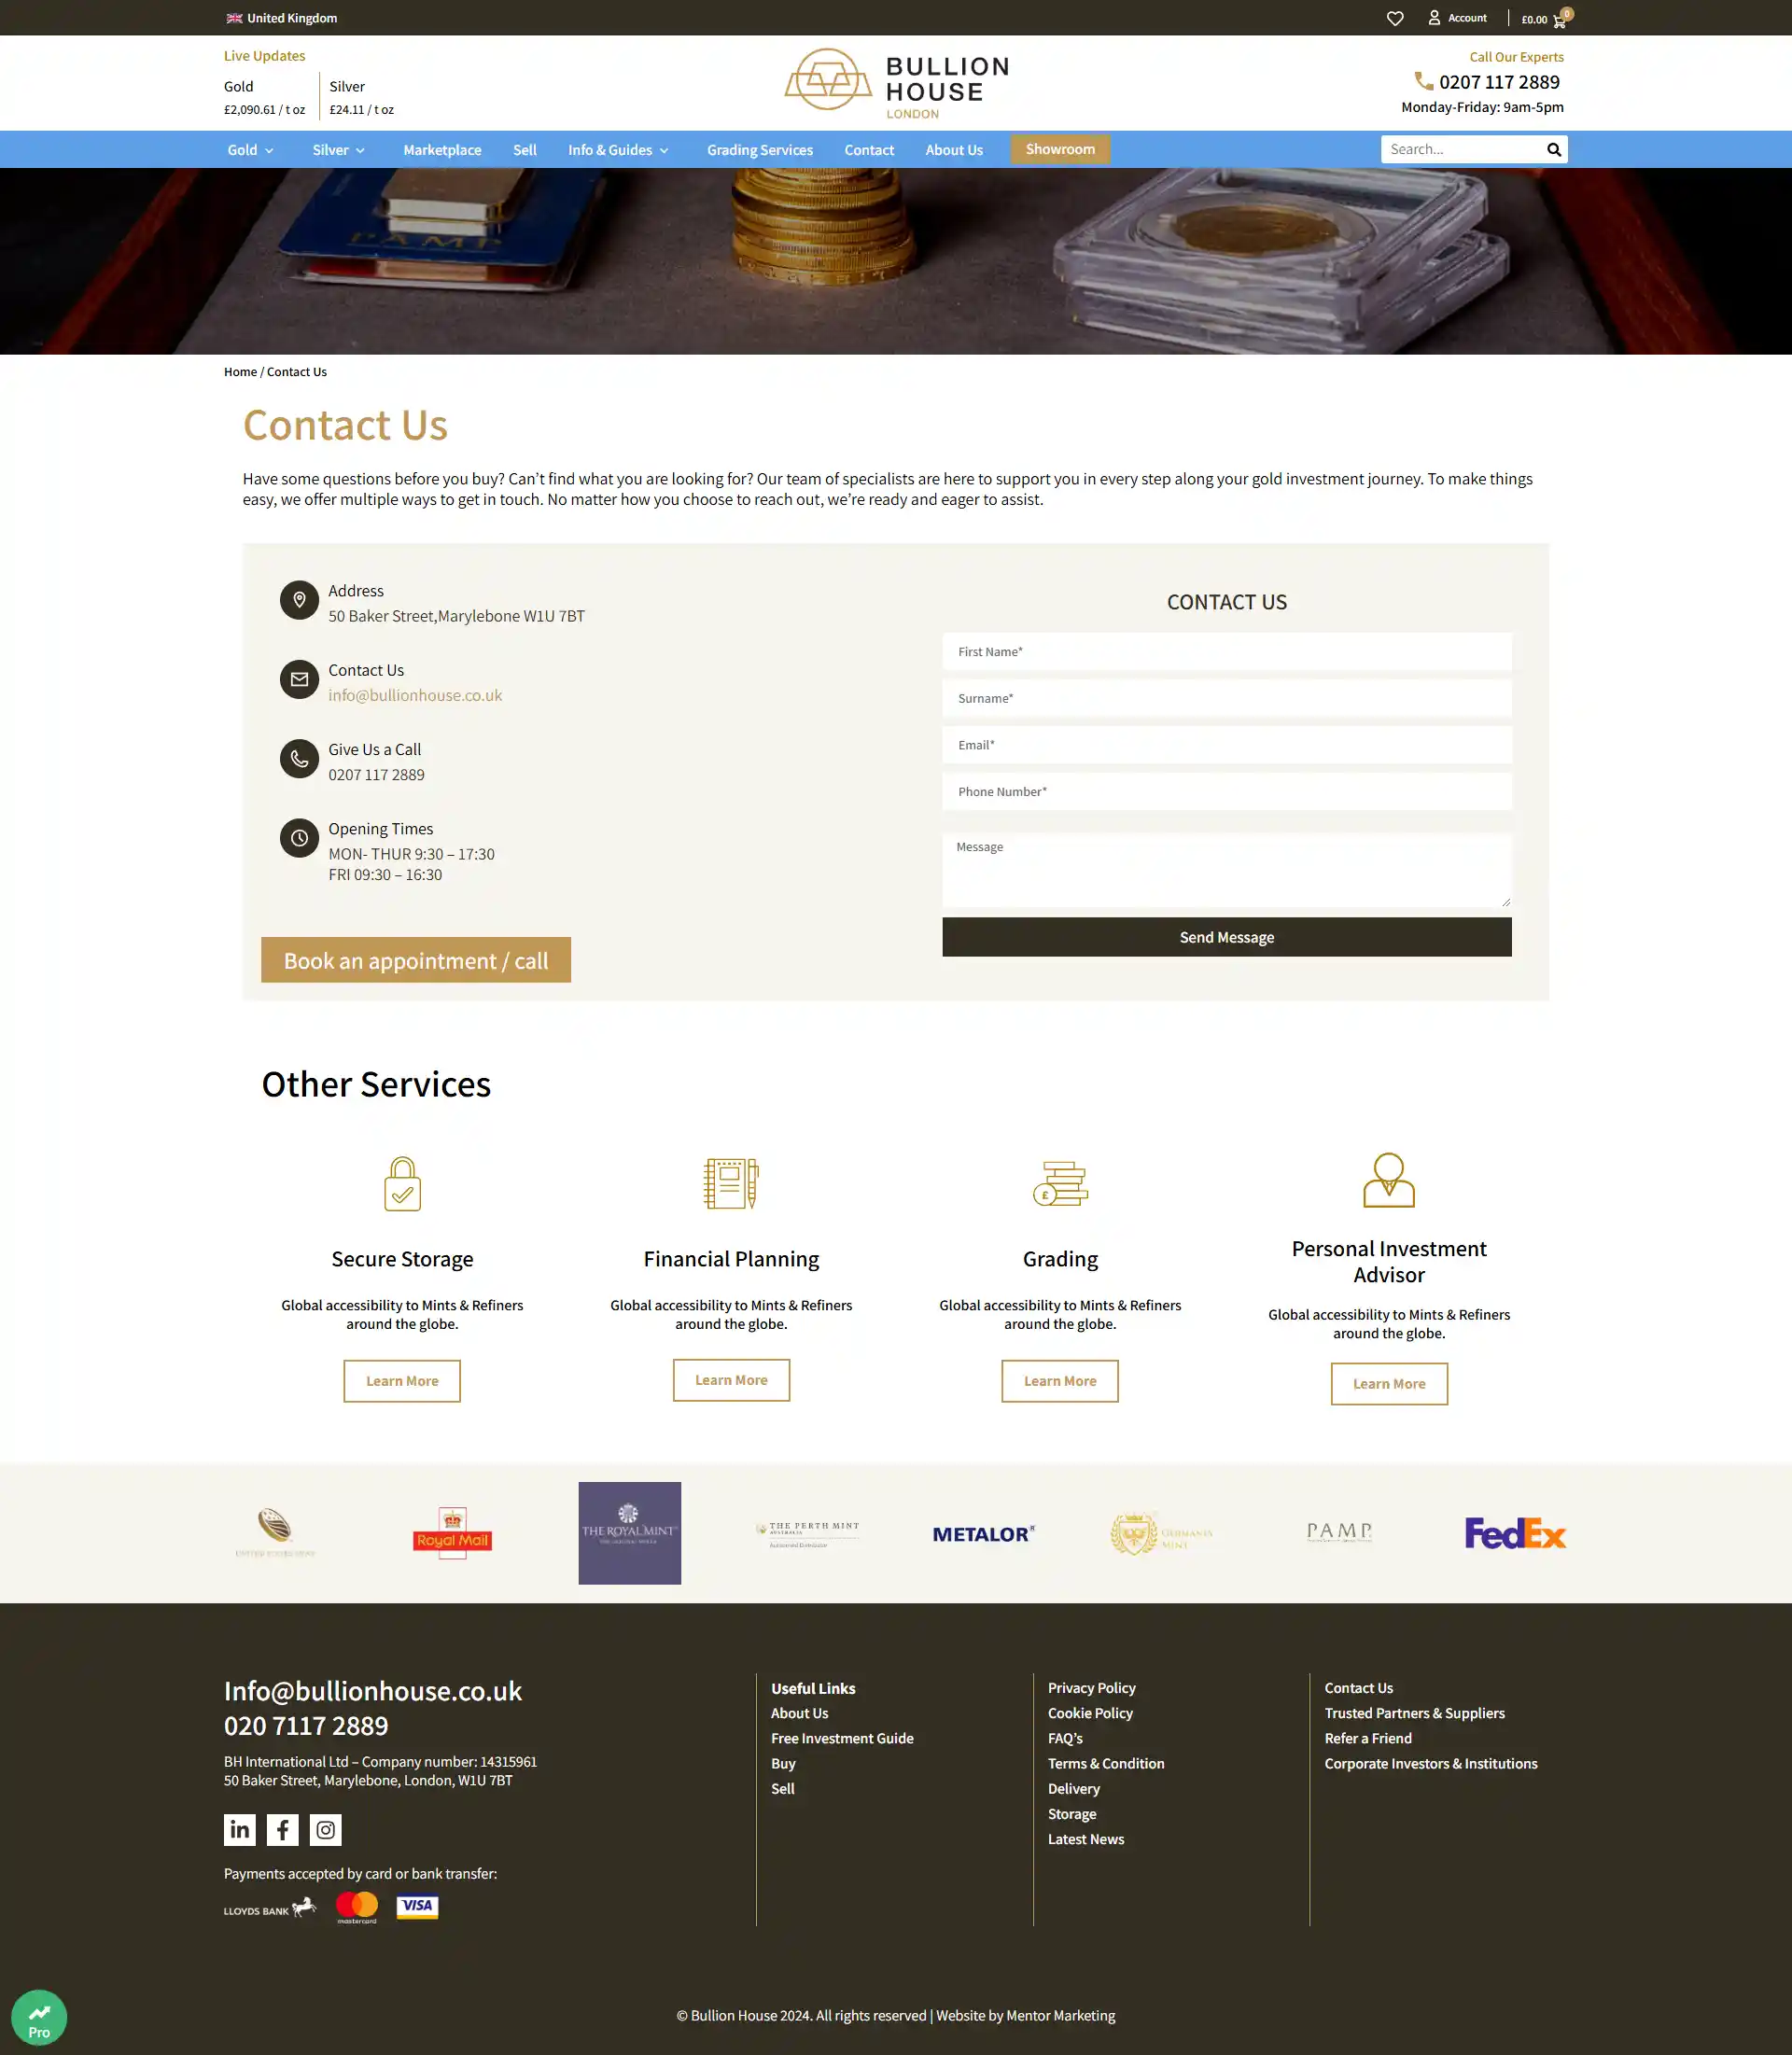 United Kingdom
Account
£0.00
0
Live Updates
Gold
£2,090.61 / t oz
Silver
£24.11 / t oz
BULLION
HOUSE
LONDON
Call Our Experts
0207 117 2889
Monday-Friday: 9am-5pm
Gold
Silver
Marketplace
Sell
Info & Guides
Grading Services
Contact
About Us
Showroom
Search...
PAMP
Home / Contact Us
Contact Us
Have some questions before you buy? Can’t find what you are looking for? Our team of specialists are here to support you in every step along your gold investment journey. To make things
easy, we offer multiple ways to get in touch. No matter how you choose to reach out, we’re ready and eager to assist.
Address
50 Baker Street,Marylebone W1U 7BT
Contact Us
info@bullionhouse.co.uk
Give Us a Call
0207 117 2889
Opening Times
MON- THUR 9:30 – 17:30
FRI 09:30 – 16:30
Book an appointment / call
CONTACT US
First Name*
Surname*
Email*
Phone Number*
Message
Send Message
Other Services
Secure Storage
Global accessibility to Mints & Refiners
around the globe.
Learn More
Financial Planning
Global accessibility to Mints & Refiners
around the globe.
Learn More
£
Grading
Global accessibility to Mints & Refiners
around the globe.
Learn More
Personal Investment
Advisor
Global accessibility to Mints & Refiners
around the globe.
Learn More
Royal Mail
THE ROYAL MINT
THE PERTH MINT
AUSTRALIA
METALOR
GERMANIA
MINT
PAMP
FedEx
Info@bullionhouse.co.uk
020 7117 2889
BH International Ltd – Company number: 14315961
50 Baker Street, Marylebone, London, W1U 7BT
in
f
Payments accepted by card or bank transfer:
LLOYDS BANK
mastercard
VISA
Useful Links
About Us
Free Investment Guide
Buy
Sell
Privacy Policy
Cookie Policy
FAQ’s
Terms & Condition
Delivery
Storage
Latest News
Contact Us
Trusted Partners & Suppliers
Refer a Friend
Corporate Investors & Institutions
© Bullion House 2024. All rights reserved | Website by Mentor Marketing
Pro